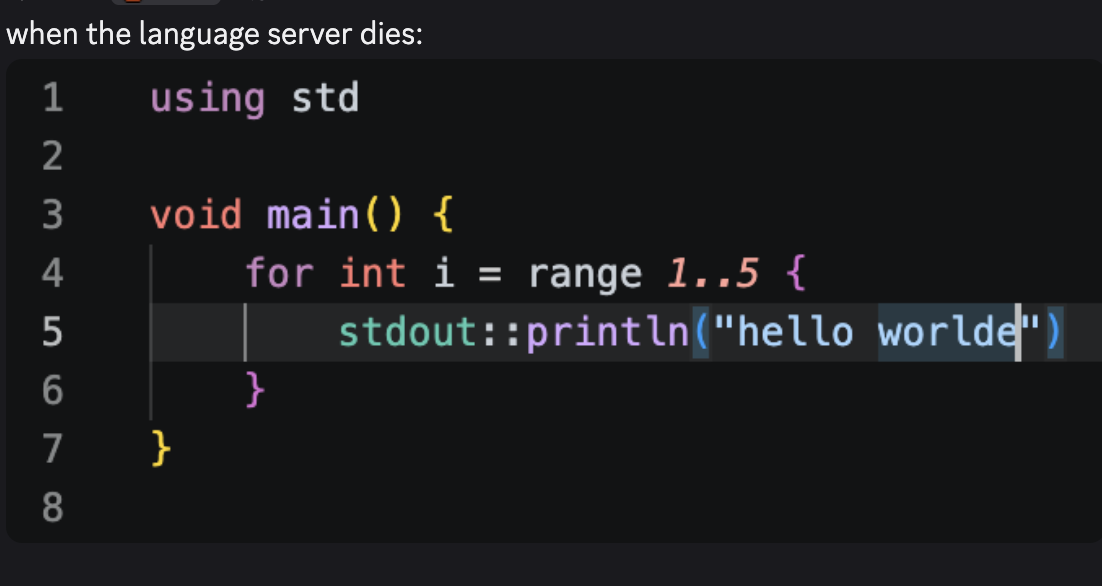 when the language server dies:
1 using std
2
3 void main() {
4     for int i = range 1..5 {
5         stdout::println("hello worlde")
6     }
7 }
8